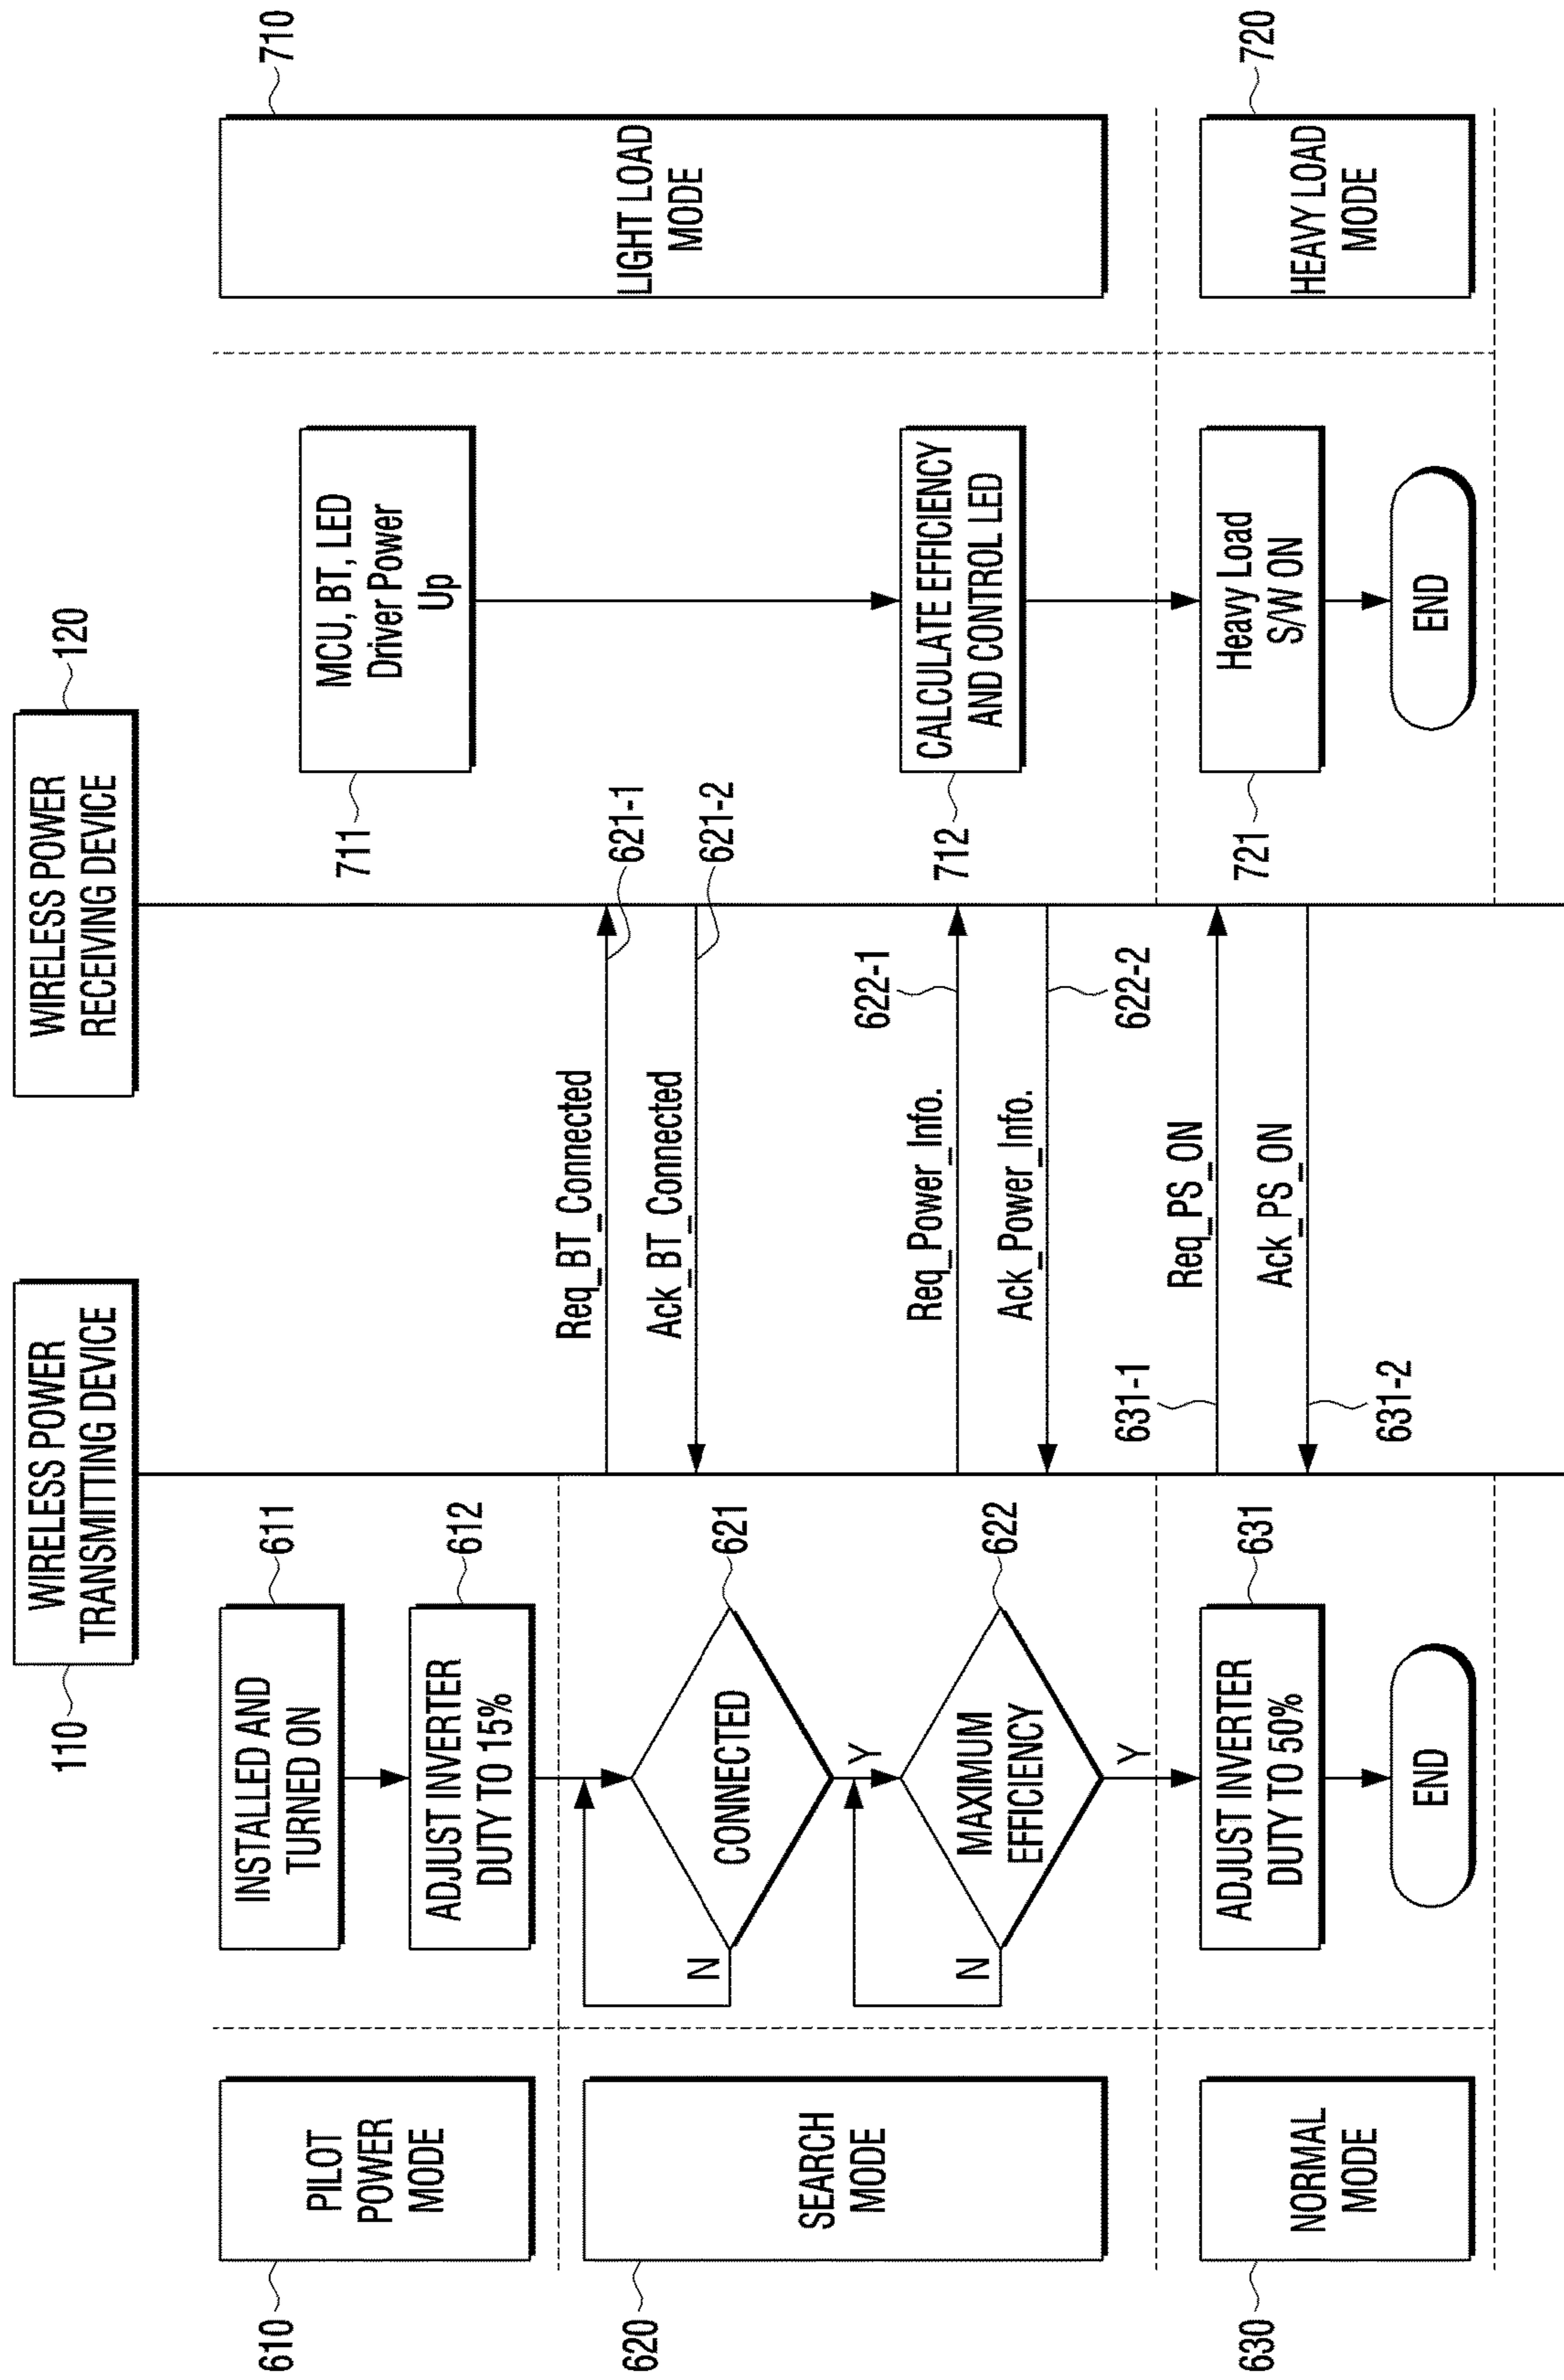 110
WIRELESS POWER
TRANSMITTING DEVICE
WIRELESS POWER
RECEIVING DEVICE
120
610
PILOT
POWER
MODE
INSTALLED AND
TURNED ON
611
ADJUST INVERTER
DUTY TO 15%
612
MCU, BT, LED
Driver Power
Up
711
LIGHT LOAD
MODE
710
620
SEARCH
MODE
N
CONNECTED
621
Y
Req_BT_Connected
621-1
Ack_BT_Connected
621-2
N
MAXIMUM
EFFICIENCY
622
Y
622-1
Req_Power_Info.
Ack_Power_Info.
622-2
712
CALCULATE EFFICIENCY
AND CONTROL LED
630
NORMAL
MODE
ADJUST INVERTER
DUTY TO 50%
631
END
631-1
Req_PS_ON
Ack_PS_ON
631-2
721
Heavy Load
S/W ON
END
HEAVY LOAD
MODE
720